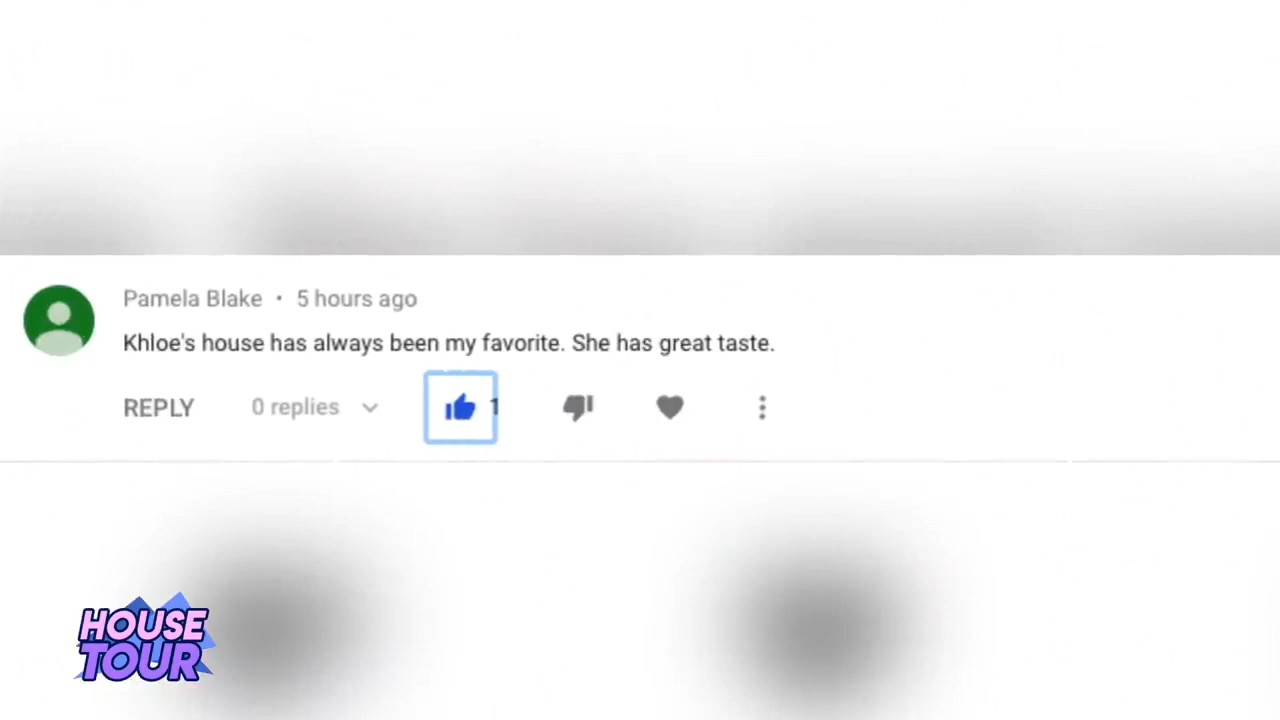 Pamela Blake • 5 hours ago
Khloe's house has always been my favorite. She has great taste.
REPLY 0 replies 1
HOUSE
TOUR